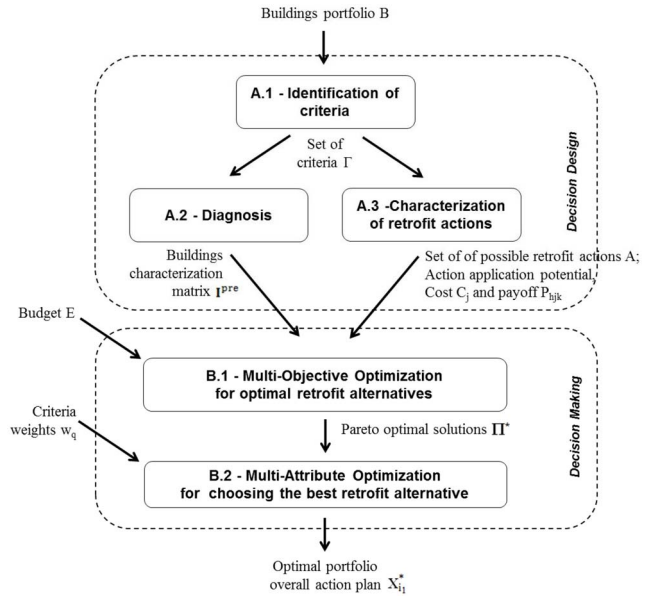 Buildings portfolio B
A.1 - Identification of
criteria
Set of
criteria Γ
Decision Design
A.2 - Diagnosis
A.3 -Characterization
of retrofit actions
Buildings
characterization
matrix I^pre
Set of of possible retrofit actions A;
Action application potential,
Cost C_j and payoff P_hjk
Budget E
B.1 - Multi-Objective Optimization
for optimal retrofit alternatives
Criteria
weights w_q
Pareto optimal solutions Π*
Decision Making
B.2 - Multi-Attribute Optimization
for choosing the best retrofit alternative
Optimal portfolio
overall action plan X*_i₁